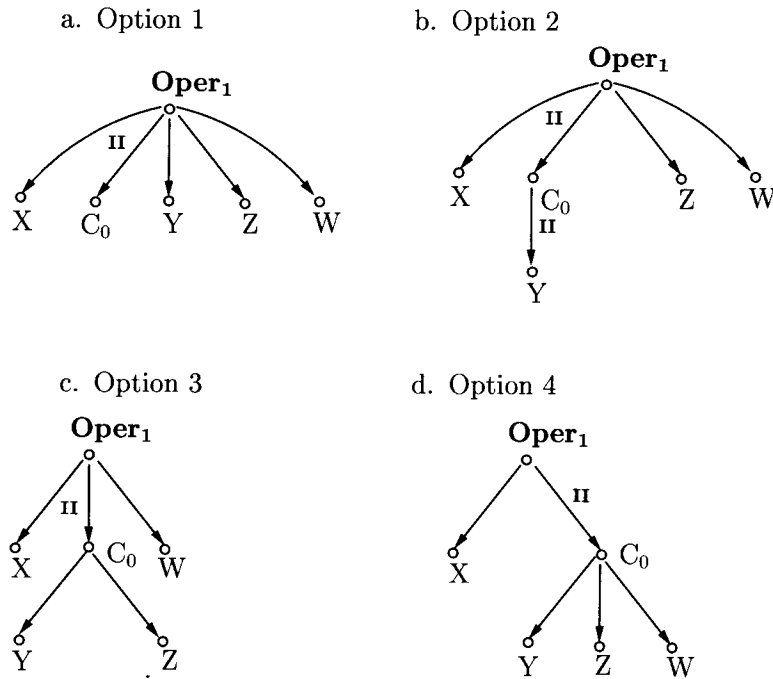 a. Option 1
Oper₁
II
X C₀ Y Z W
b. Option 2
Oper₁
II
X C₀ Z W
II
Y
c. Option 3
Oper₁
II
X C₀ W
Y Z
d. Option 4
Oper₁
II
X C₀
Y Z W